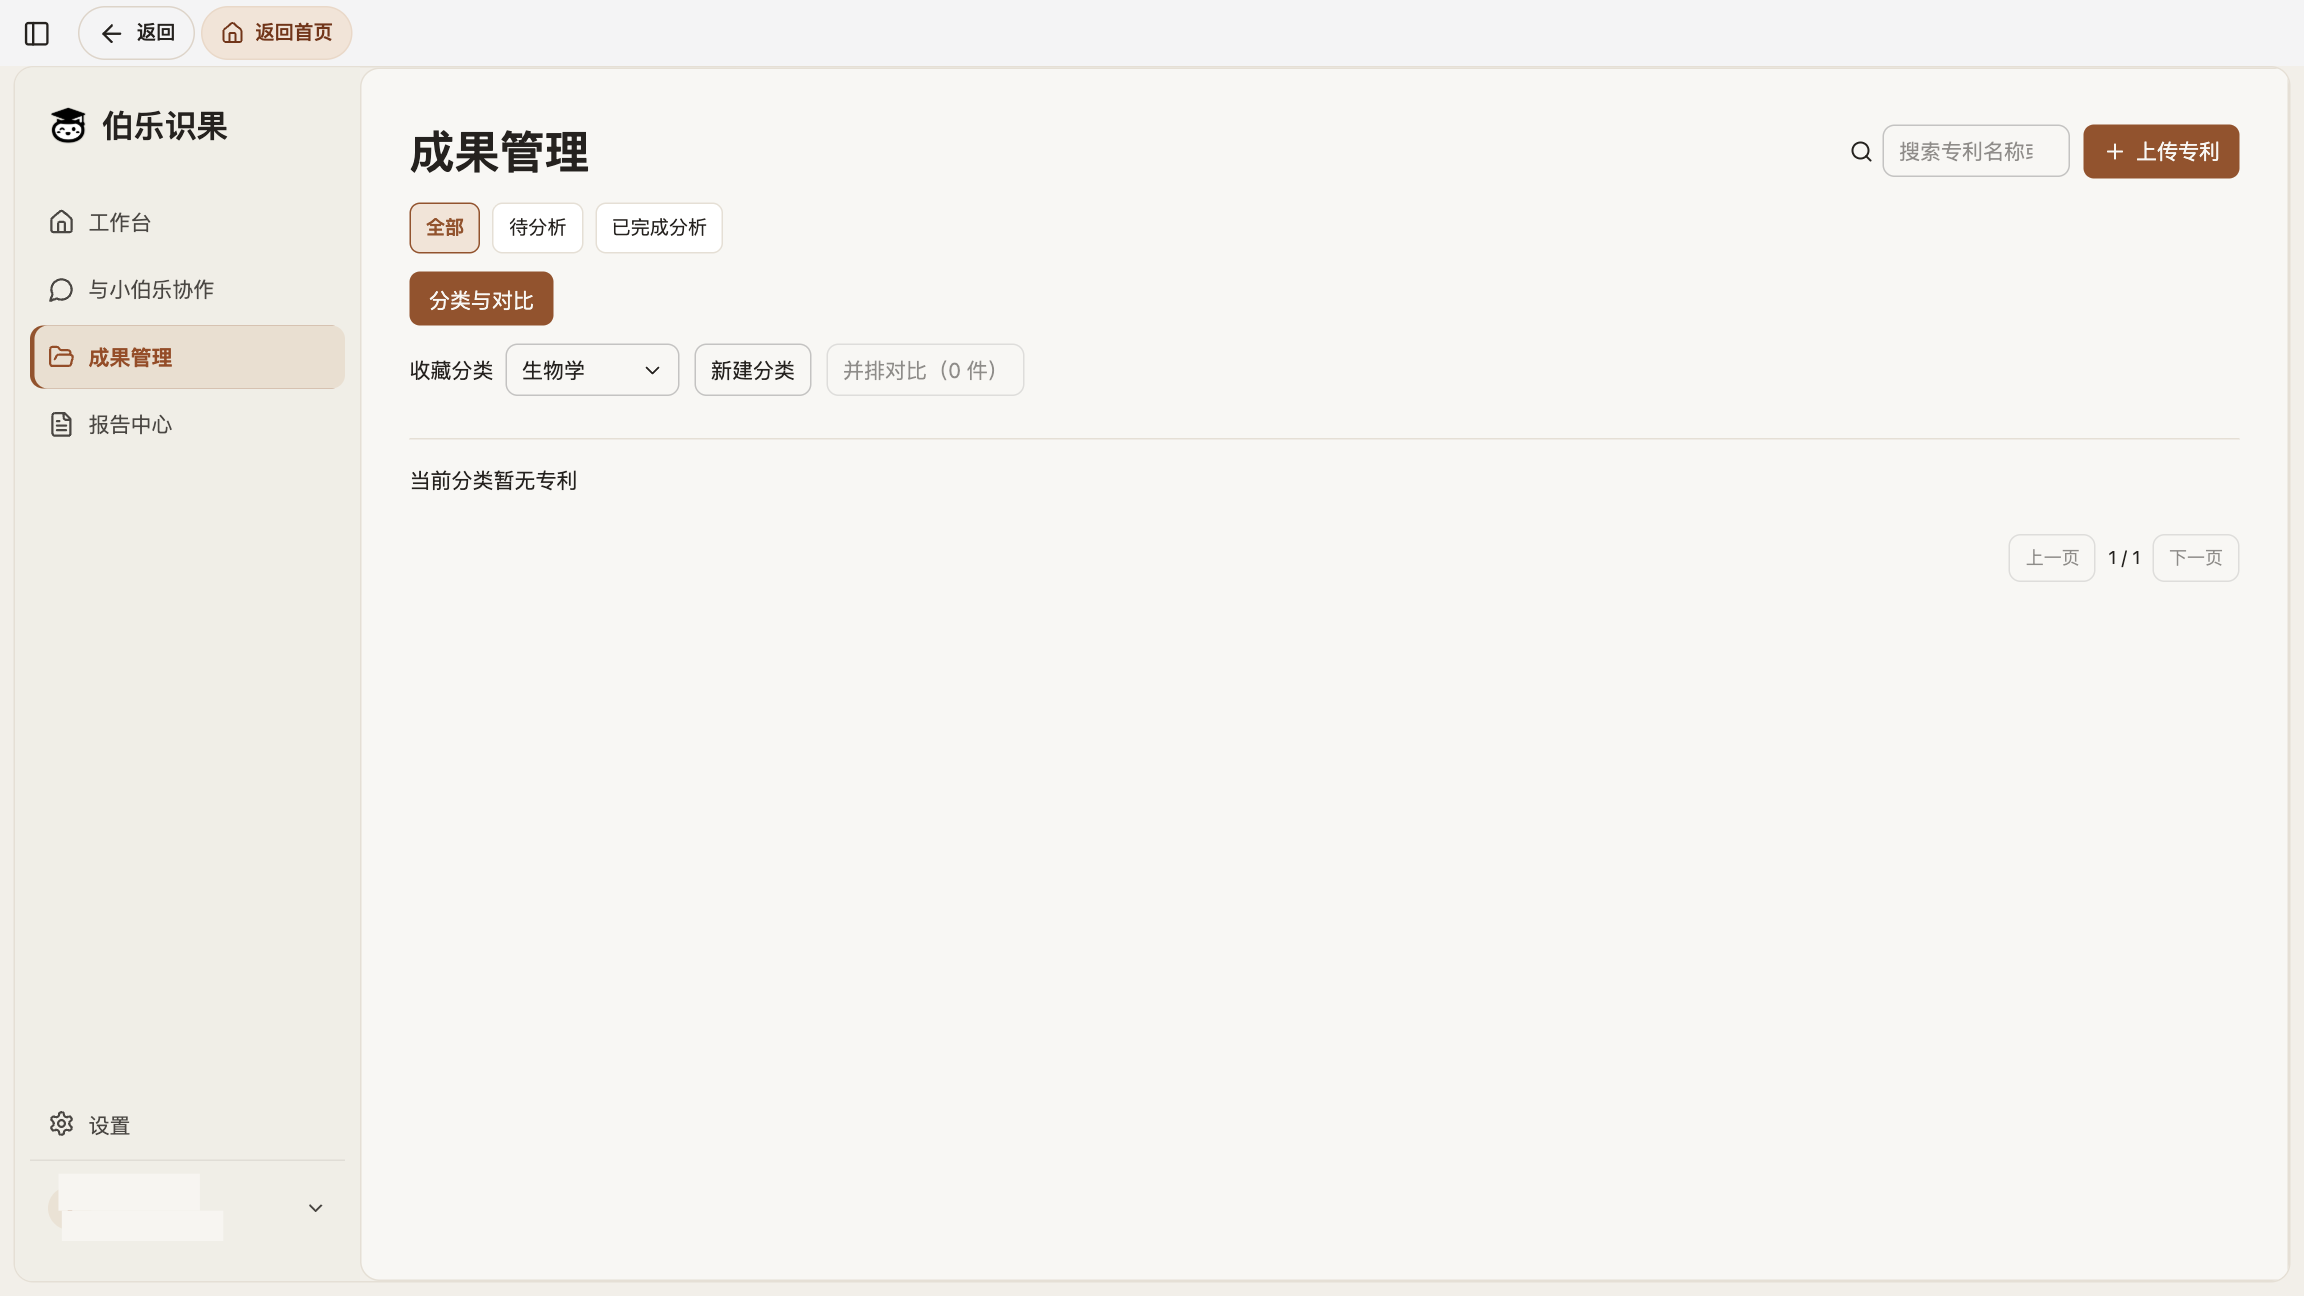 返回
返回首页
伯乐识果
工作台
与小伯乐协作
成果管理
报告中心
设置
成果管理
搜索专利名称
上传专利
全部
待分析
已完成分析
分类与对比
收藏分类
生物学
新建分类
并排对比（0 件）
当前分类暂无专利
上一页
1 / 1
下一页